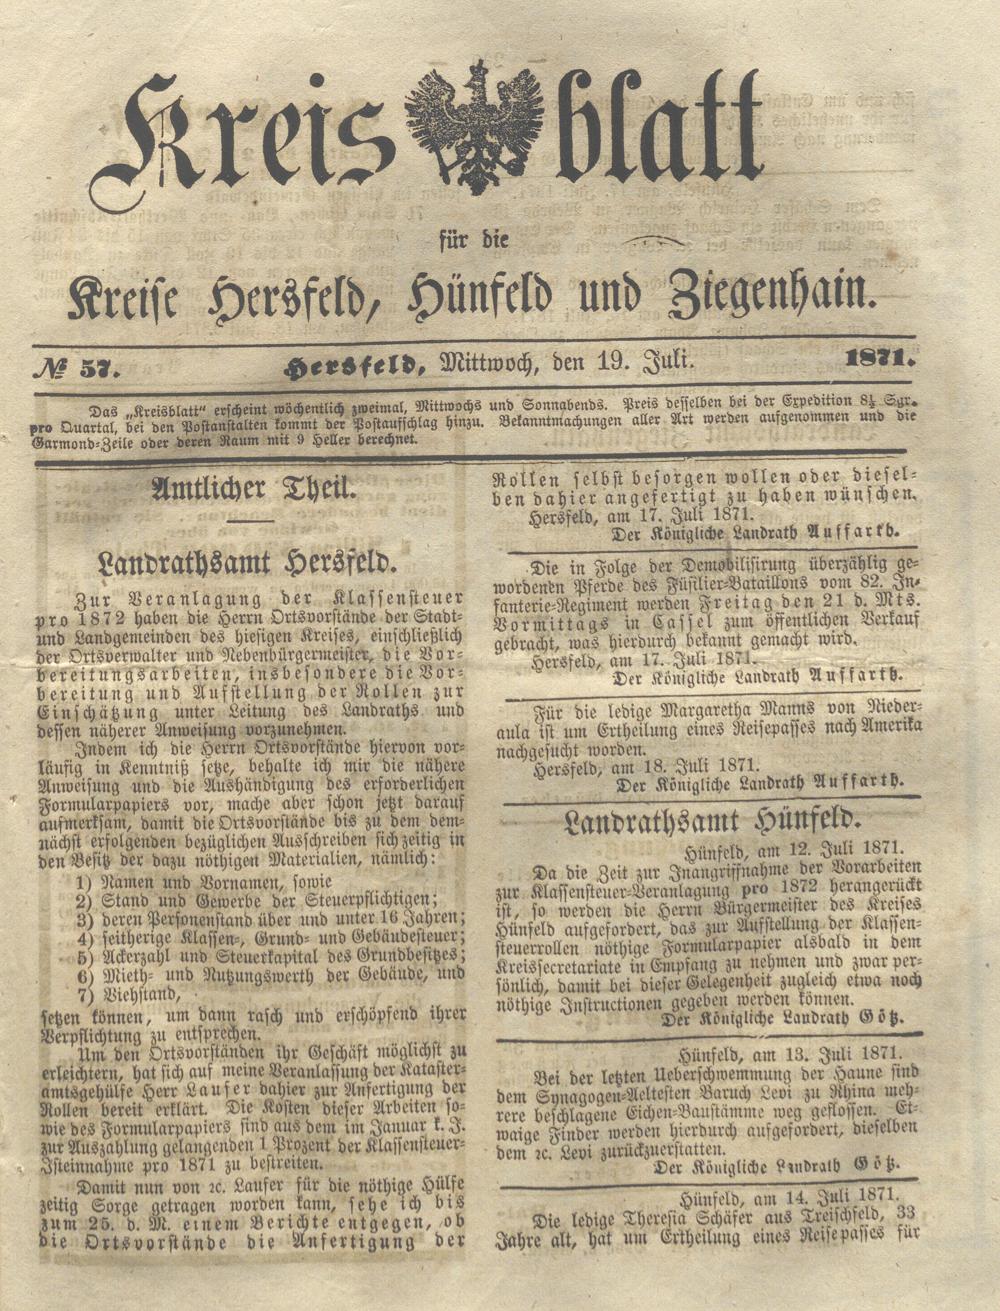 Kreisblatt
für die
Kreise Hersfeld, Hünfeld und Ziegenhain.
№ 57. Hersfeld, Mittwoch, den 19. Juli. 1871.
Das „Kreisblatt“ erscheint wöchentlich zweimal, Mittwochs und Sonnabends. Preis desselben bei der Expedition 8½ Sgr.
pro Quartal, bei den Postanstalten kommt der Postaufschlag hinzu. Bekanntmachungen aller Art werden aufgenommen und die
Garmond-Zeile oder deren Raum mit 9 Heller berechnet.
Amtlicher Theil.
Landrathsamt Hersfeld.
Zur Veranlagung der Klassensteuer
pro 1872 haben die Herrn Ortsvorstände der Stadt-
und Landgemeinden des hiesigen Kreises, einschließlich
der Ortsverwalter und Nebenbürgermeister, die Vor-
bereitungsarbeiten, insbesondere die Vor-
bereitung und Aufstellung der Rollen zur
Einschätzung unter Leitung des Landraths und
dessen näherer Anweisung vorzunehmen.
Indem ich die Herrn Ortsvorstände hiervon vor-
läufig in Kenntniß setze, behalte ich mir die nähere
Anweisung und die Aushändigung des erforderlichen
Formularpapiers vor, mache aber schon jetzt darauf
aufmerksam, damit die Ortsvorstände bis zu dem dem-
nächst erfolgenden bezüglichen Ausschreiben sich zeitig in
den Besitz der dazu nöthigen Materialien, nämlich:
1) Namen und Vornamen, sowie
2) Stand und Gewerbe der Steuerpflichtigen;
3) deren Personenstand über und unter 16 Jahren;
4) seitherige Klassen-, Grund- und Gebäudesteuer;
5) Ackerzahl und Steuerkapital des Grundbesitzes;
6) Mieth- und Nutzungswerth der Gebäude, und
7) Viehstand,
setzen können, um dann rasch und erschöpfend ihrer
Verpflichtung zu entsprechen.
Um den Ortsvorständen ihr Geschäft möglichst zu
erleichtern, hat sich auf meine Veranlassung der Kataster-
amtsgehülfe Herr Laufer dahier zur Anfertigung der
Rollen bereit erklärt. Die Kosten dieser Arbeiten so-
wie des Formularpapiers sind aus dem im Januar k. J.
zur Auszahlung gelangenden 1 Prozent der Klassensteuer-
Isteinnahme pro 1871 zu bestreiten.
Damit nun von ꝛc. Laufer für die nöthige Hülfe
zeitig Sorge getragen worden kann, sehe ich bis
zum 25. d. M. einem Berichte entgegen, ob
die Ortsvorstände die Anfertigung der
Rollen selbst besorgen wollen oder diesel-
ben dahier angefertigt zu haben wünschen.
Hersfeld, am 17. Juli 1871.
Der Königliche Landrath Auffarth.
Die in Folge der Demobilisirung überzählig ge-
wordenen Pferde des Füsilier-Bataillons vom 82. In-
fanterie-Regiment werden Freitag den 21 d. Mts.
Vormittags in Cassel zum öffentlichen Verkauf
gebracht, was hierdurch bekannt gemacht wird.
Hersfeld, am 17. Juli 1871.
Der Königliche Landrath Auffarth.
Für die ledige Margaretha Manns von Nieder-
aula ist um Ertheilung eines Reisepasses nach Amerika
nachgesucht worden.
Hersfeld, am 18. Juli 1871.
Der Königliche Landrath Auffarth.
Landrathsamt Hünfeld.
Hünfeld, am 12. Juli 1871.
Da die Zeit zur Inangriffnahme der Vorarbeiten
zur Klassensteuer-Veranlagung pro 1872 herangerückt
ist, so werden die Herrn Bürgermeister des Kreises
Hünfeld aufgefordert, das zur Aufstellung der Klassen-
steuerrollen nöthige Formularpapier alsbald in dem
Kreissecretariate in Empfang zu nehmen und zwar per-
sönlich, damit bei dieser Gelegenheit zugleich etwa noch
nöthige Instructionen gegeben werden können.
Der Königliche Landrath Götz.
Hünfeld, am 13. Juli 1871.
Bei der letzten Ueberschwemmung der Haune sind
dem Synagogen-Aeltesten Baruch Levi zu Rhina meh-
rere beschlagene Eichen-Baustämme weg geflossen. Et-
waige Finder werden hierdurch aufgefordert, dieselben
dem ꝛc. Levi zurückzuerstatten.
Der Königliche Landrath Götz.
Hünfeld, am 14. Juli 1871.
Die ledige Theresia Schäfer aus Treischfeld, 33
Jahre alt, hat um Ertheilung eines Reisepasses für